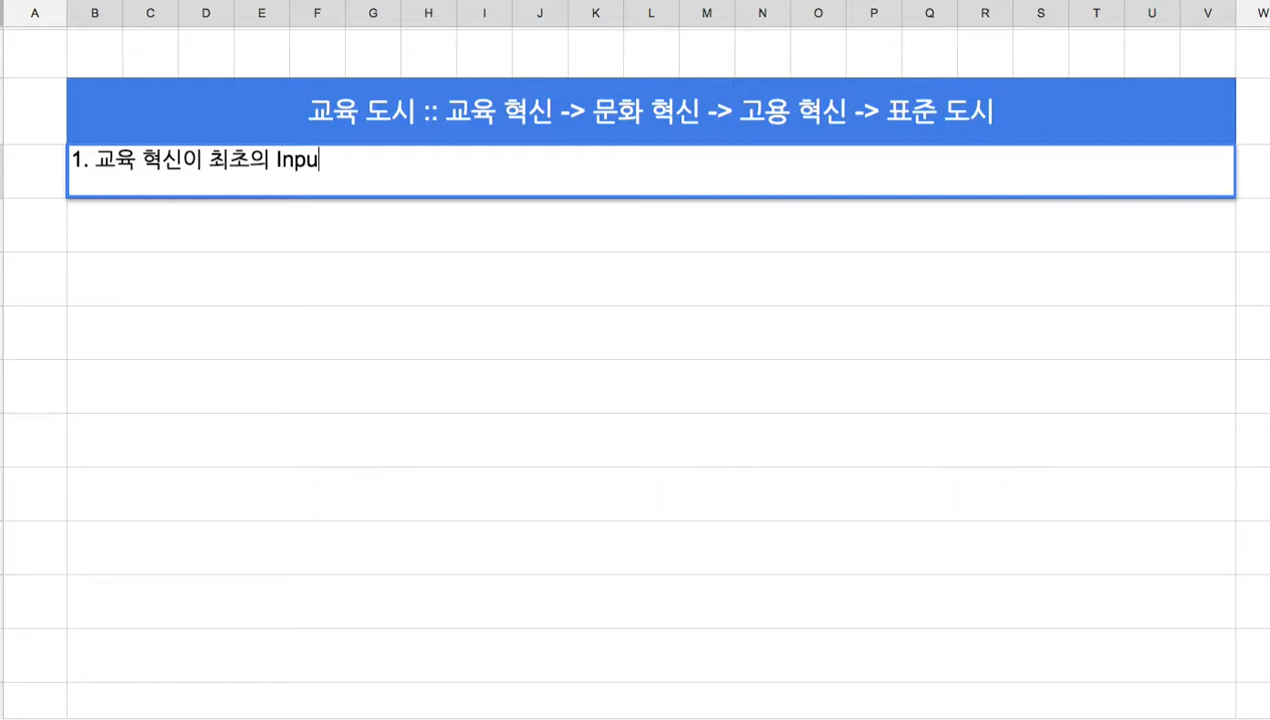 A B C D E F G H I J K L M N O P Q R S T U V W
교육 도시 :: 교육 혁신 -> 문화 혁신 -> 고용 혁신 -> 표준 도시
1. 교육 혁신이 최초의 Inpu